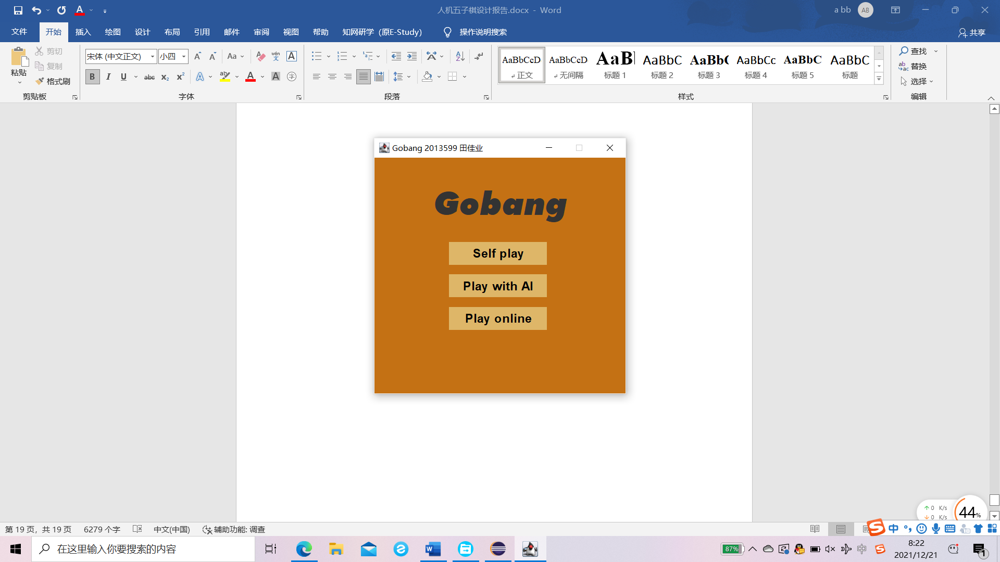 人机五子棋设计报告.docx - Word
a bb
AB
文件 开始 插入 绘图 设计 布局 引用 邮件 审阅 视图 帮助 知网研学（原E-Study） 操作说明搜索 共享
粘贴
剪切
复制
格式刷
剪贴板
宋体 (中文正文) 小四
字体
段落
AaBbCcD AaBbCcD AaBl AaBbC AaBb( AaBbCc AaBbC AaBbC
正文 无间隔 标题 1 标题 2 标题 3 标题 4 标题 5 标题
样式
查找
替换
选择
编辑
Gobang 2013599 田佳业
Gobang
Self play
Play with AI
Play online
0 K/s
0 K/s
44%
第 19 页，共 19 页 6279 个字 中文(中国) 辅助功能: 调查
中
在这里输入你要搜索的内容
87%
中
8:22
2021/12/21
1